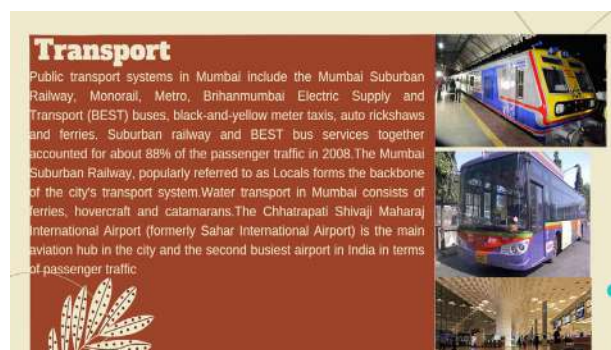 Transport
Public transport systems in Mumbai include the Mumbai Suburban
Railway, Monorail, Metro, Brihanmumbai Electric Supply and
Transport (BEST) buses, black-and-yellow meter taxis, auto rickshaws
and ferries. Suburban railway and BEST bus services together
accounted for about 88% of the passenger traffic in 2008.The Mumbai
Suburban Railway, popularly referred to as Locals forms the backbone
of the city's transport system.Water transport in Mumbai consists of
ferries, hovercraft and catamarans.The Chhatrapati Shivaji Maharaj
International Airport (formerly Sahar International Airport) is the main
aviation hub in the city and the second busiest airport in India in terms
of passenger traffic